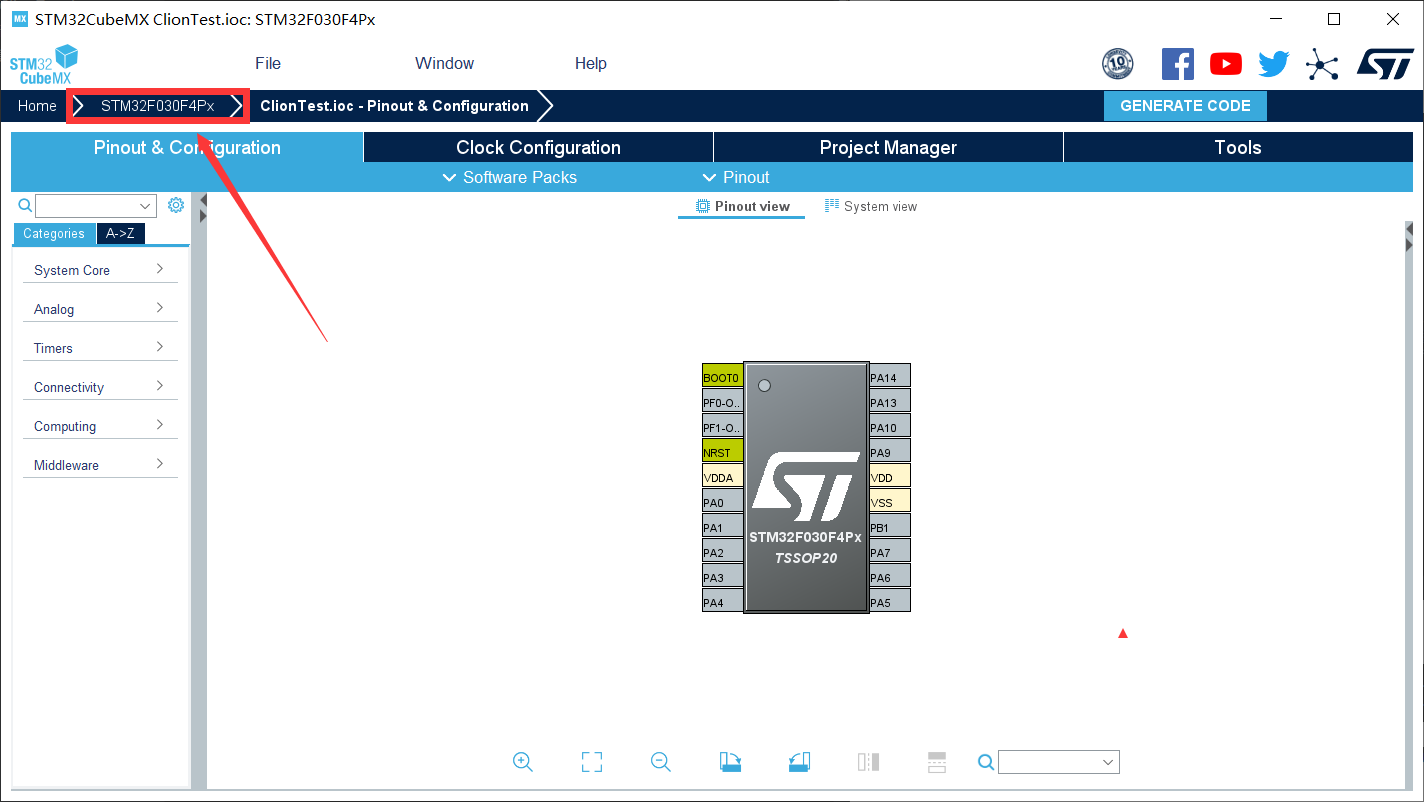 MX STM32CubeMX ClionTest.ioc: STM32F030F4Px
STM32
CubeMX
File Window Help
10
ST
Home STM32F030F4Px ClionTest.ioc - Pinout & Configuration GENERATE CODE
Pinout & Configuration Clock Configuration Project Manager Tools
Software Packs Pinout
Pinout view System view
Categories A->Z
System Core
Analog
Timers
Connectivity
Computing
Middleware
BOOT0 PA14
PF0-O.. PA13
PF1-O.. PA10
NRST PA9
VDDA VDD
PA0 VSS
PA1 PB1
PA2 PA7
PA3 PA6
PA4 PA5
ST
STM32F030F4Px
TSSOP20